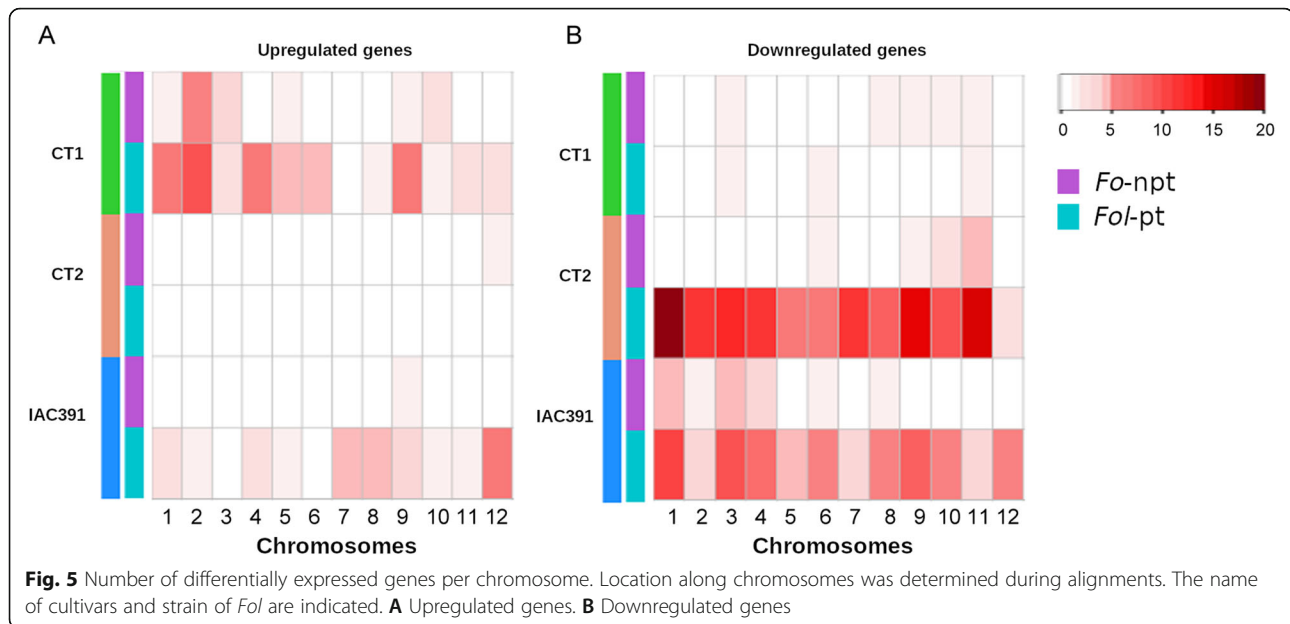 A
Upregulated genes
CT1
CT2
IAC391
1 2 3 4 5 6 7 8 9 10 11 12
Chromosomes
B
Downregulated genes
CT1
CT2
IAC391
1 2 3 4 5 6 7 8 9 10 11 12
Chromosomes
0 5 10 15 20
Fo-npt
Fol-pt
Fig. 5 Number of differentially expressed genes per chromosome. Location along chromosomes was determined during alignments. The name
of cultivars and strain of Fol are indicated. A Upregulated genes. B Downregulated genes